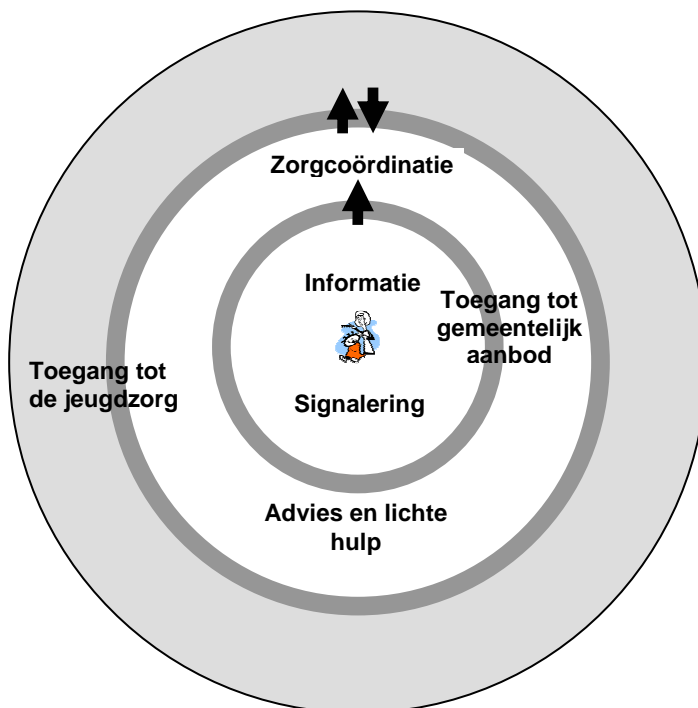 Zorgcoördinatie
Informatie
Toegang tot
gemeentelijk
aanbod
Toegang tot
de jeugdzorg
Signalering
Advies en lichte
hulp